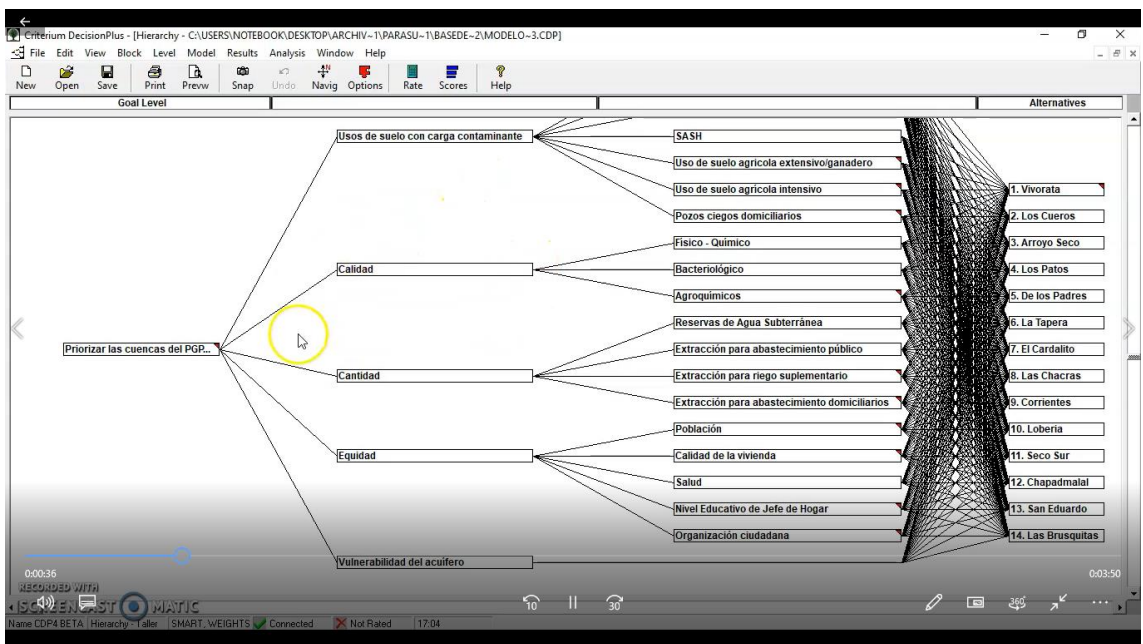 Criterium DecisionPlus - [Hierarchy - C:\USERS\NOTEBOOK\DESKTOP\ARCHIV~1\PARASU~1\BASEDE~2\MODELO~3.CDP]
File Edit View Block Level Model Results Analysis Window Help
New Open Save Print Prevw Snap Undo Navig Options Rate Scores Help
Goal Level Alternatives
Usos de suelo con carga contaminante SASH
Uso de suelo agricola extensivo/ganadero
Uso de suelo agricola intensivo 1. Vivorata
Pozos ciegos domiciliarios 2. Los Cueros
Fisico - Quimico 3. Arroyo Seco
Calidad Bacteriológico 4. Los Patos
Agroquimicos 5. De los Padres
Reservas de Agua Subterránea 6. La Tapera
Priorizar las cuencas del PGP... Extracción para abastecimiento público 7. El Cardalito
Cantidad Extracción para riego suplementario 8. Las Chacras
Extracción para abastecimiento domiciliarios 9. Corrientes
Población 10. Loberia
Equidad Calidad de la vivienda 11. Seco Sur
Salud 12. Chapadmalal
Nivel Educativo de Jefe de Hogar 13. San Eduardo
Organización ciudadana 14. Las Brusquitas
Vulnerabilidad del acuífero
0:00:36 0:03:50
RECORDED WITH
SCREENCAST MATIC
10 30 360°
Name CDP4 BETA Hierarchy - Taller SMART, WEIGHTS Connected Not Rated 17:04